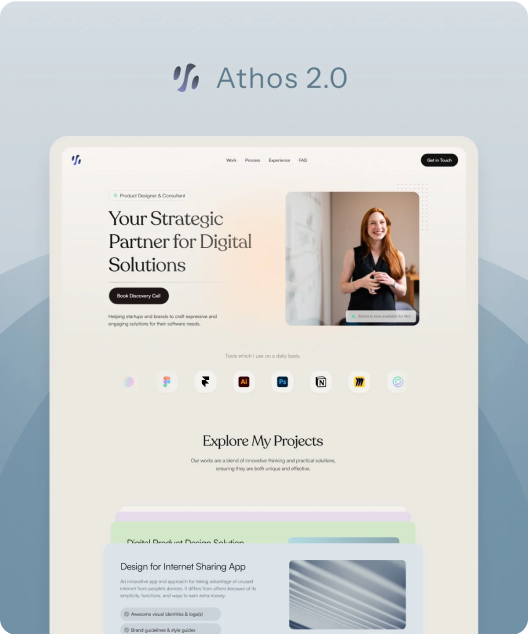 Athos 2.0
Work Process Experience FAQ
Get in Touch
Product Designer & Consultant
Your Strategic
Partner for Digital
Solutions
Book Discovery Call
Helping startups and brands to craft expressive and
engaging solutions for their software needs.
is now available for
Tools which I use on a daily basis
Ai
Ps
Explore My Projects
Our works are a blend of innovative thinking and practical solutions,
ensuring they are both unique and effective.
Digital Product Design Solution
Design for Internet Sharing App
An innovative app and approach for taking advantage of unused
internet from people's devices. It differs from others because of its
simplicity, functions, and ways to earn extra money.
Awesome visual identities & logo(s)
Brand guidelines & style guides